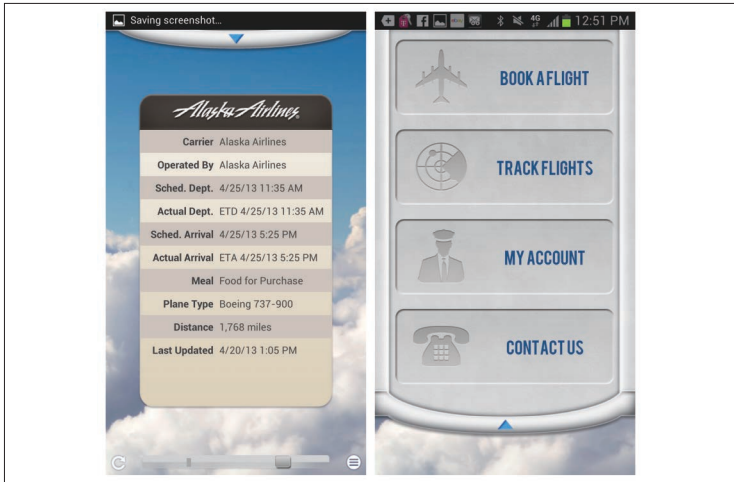 Saving screenshot...
Alaska Airlines
Carrier Alaska Airlines
Operated By Alaska Airlines
Sched. Dept. 4/25/13 11:35 AM
Actual Dept. ETD 4/25/13 11:35 AM
Sched. Arrival 4/25/13 5:25 PM
Actual Arrival ETA 4/25/13 5:25 PM
Meal Food for Purchase
Plane Type Boeing 737-900
Distance 1,768 miles
Last Updated 4/20/13 1:05 PM
4G 12:51 PM
BOOK A FLIGHT
TRACK FLIGHTS
MY ACCOUNT
CONTACT US